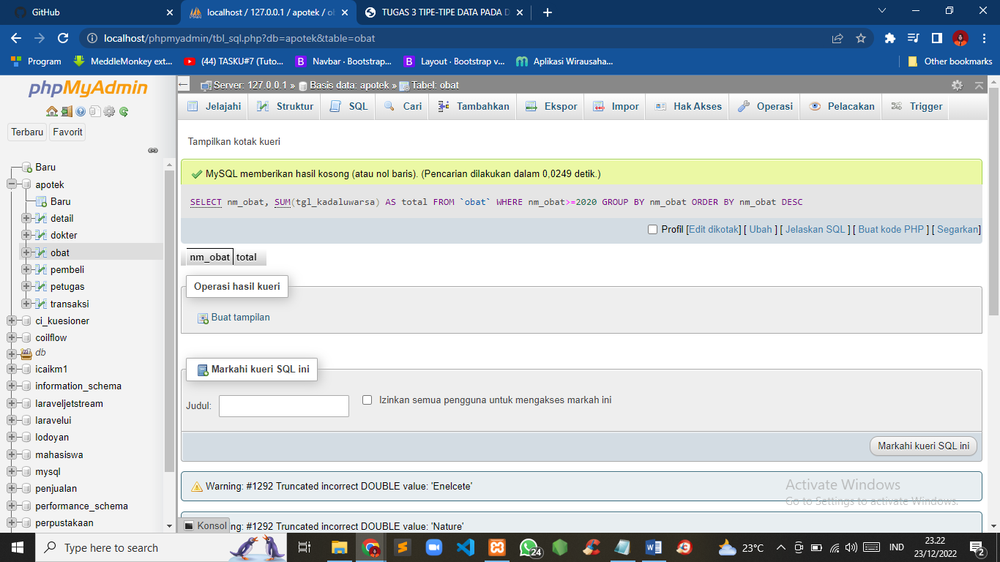 GitHub
localhost / 127.0.0.1 / apotek / ob
TUGAS 3 TIPE-TIPE DATA PADA D
localhost/phpmyadmin/tbl_sql.php?db=apotek&table=obat
Program
MeddleMonkey ext...
(44) TASKU#7 (Tuto...
Navbar · Bootstrap...
Layout · Bootstrap v...
Aplikasi Wirausaha...
Other bookmarks
phpMyAdmin
Terbaru
Favorit
Baru
apotek
Baru
detail
dokter
obat
pembeli
petugas
transaksi
ci_kuesioner
coilflow
db
icaikm1
information_schema
laraveljetstream
laravelui
lodoyan
mahasiswa
mysql
penjualan
performance_schema
perpustakaan
Server: 127.0.0.1 » Basis data: apotek » Tabel: obat
Jelajahi
Struktur
SQL
Cari
Tambahkan
Ekspor
Impor
Hak Akses
Operasi
Pelacakan
Trigger
Tampilkan kotak kueri
MySQL memberikan hasil kosong (atau nol baris). (Pencarian dilakukan dalam 0,0249 detik.)
SELECT nm_obat, SUM(tgl_kadaluwarsa) AS total FROM `obat` WHERE nm_obat>=2020 GROUP BY nm_obat ORDER BY nm_obat DESC
Profil [Edit dikotak] [ Ubah ] [ Jelaskan SQL ] [ Buat kode PHP ] [ Segarkan]
nm_obat total
Operasi hasil kueri
Buat tampilan
Markahi kueri SQL ini
Judul:
Izinkan semua pengguna untuk mengakses markah ini
Markahi kueri SQL ini
Warning: #1292 Truncated incorrect DOUBLE value: 'Enelcete'
Activate Windows
Go to Settings to activate Windows.
Konsol
ng: #1292 Truncated incorrect DOUBLE value: 'Nature'
Type here to search
24
23°C
IND
23.22
23/12/2022
2